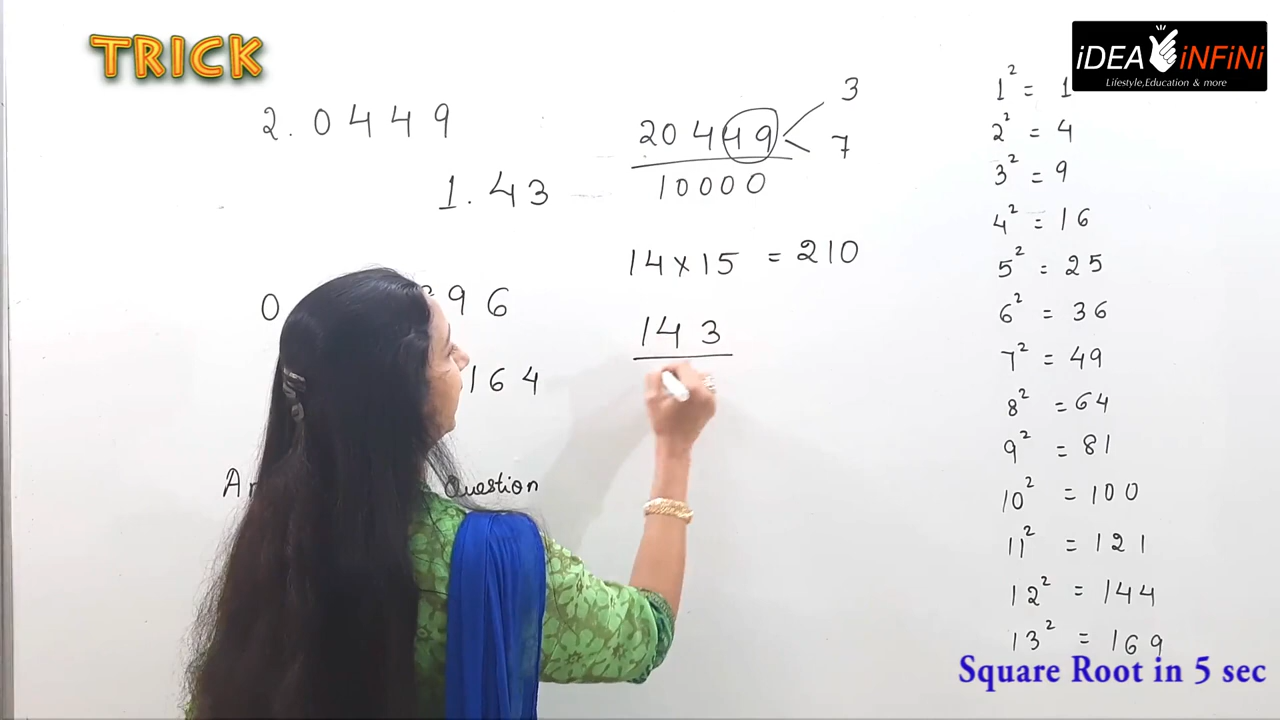 TRICK
iDEA iNFiNi
Lifestyle,Education & more
2.0449
1.43
0 96
164
Question
20449 3
7
10000
14×15 = 210
143
1² = 1
2² = 4
3² = 9
4² = 16
5² = 25
6² = 36
7² = 49
8² = 64
9² = 81
10² = 100
11² = 121
12² = 144
13² = 169
Square Root in 5 sec